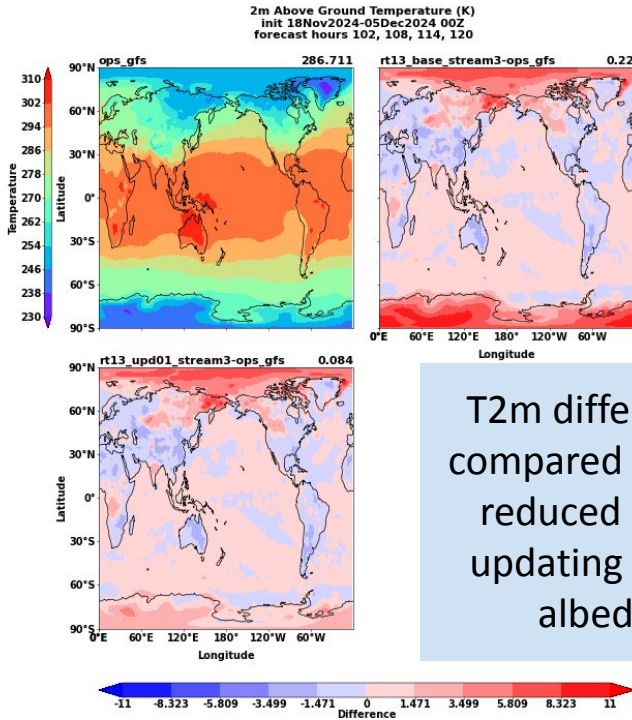 2m Above Ground Temperature (K)
init 18Nov2024-05Dec2024 00Z
forecast hours 102, 108, 114, 120
ops_gfs 286.711
310
302
294
286
278
270
262
254
246
238
230
Temperature
90°N
60°N
30°N
0°
30°S
60°S
90°S
Latitude
rt13_base_stream3-ops_gfs 0.22
0°E 60°E 120°E 180° 120°W 60°W
Longitude
rt13_upd01_stream3-ops_gfs 0.084
90°N
60°N
30°N
0°
30°S
60°S
90°S
Latitude
0°E 60°E 120°E 180° 120°W 60°W
Longitude
T2m diffe
compared
reduced
updating
albed
-11 -8.323 -5.809 -3.499 -1.471 0 1.471 3.499 5.809 8.323 11
Difference